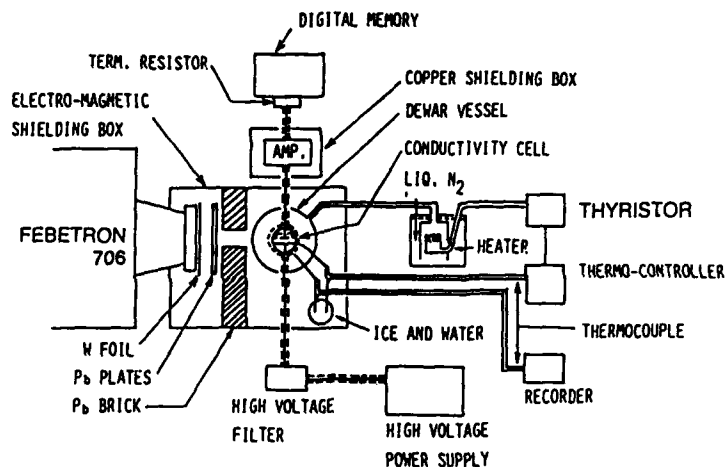 DIGITAL MEMORY
TERM. RESISTOR
COPPER SHIELDING BOX
ELECTRO-MAGNETIC
SHIELDING BOX
DEWAR VESSEL
AMP.
CONDUCTIVITY CELL
LIQ. N2
THYRISTOR
FEBETRON
706
HEATER
THERMO-CONTROLLER
ICE AND WATER
THERMOCOUPLE
W FOIL
Pb PLATES
Pb BRICK
RECORDER
HIGH VOLTAGE
FILTER
HIGH VOLTAGE
POWER SUPPLY